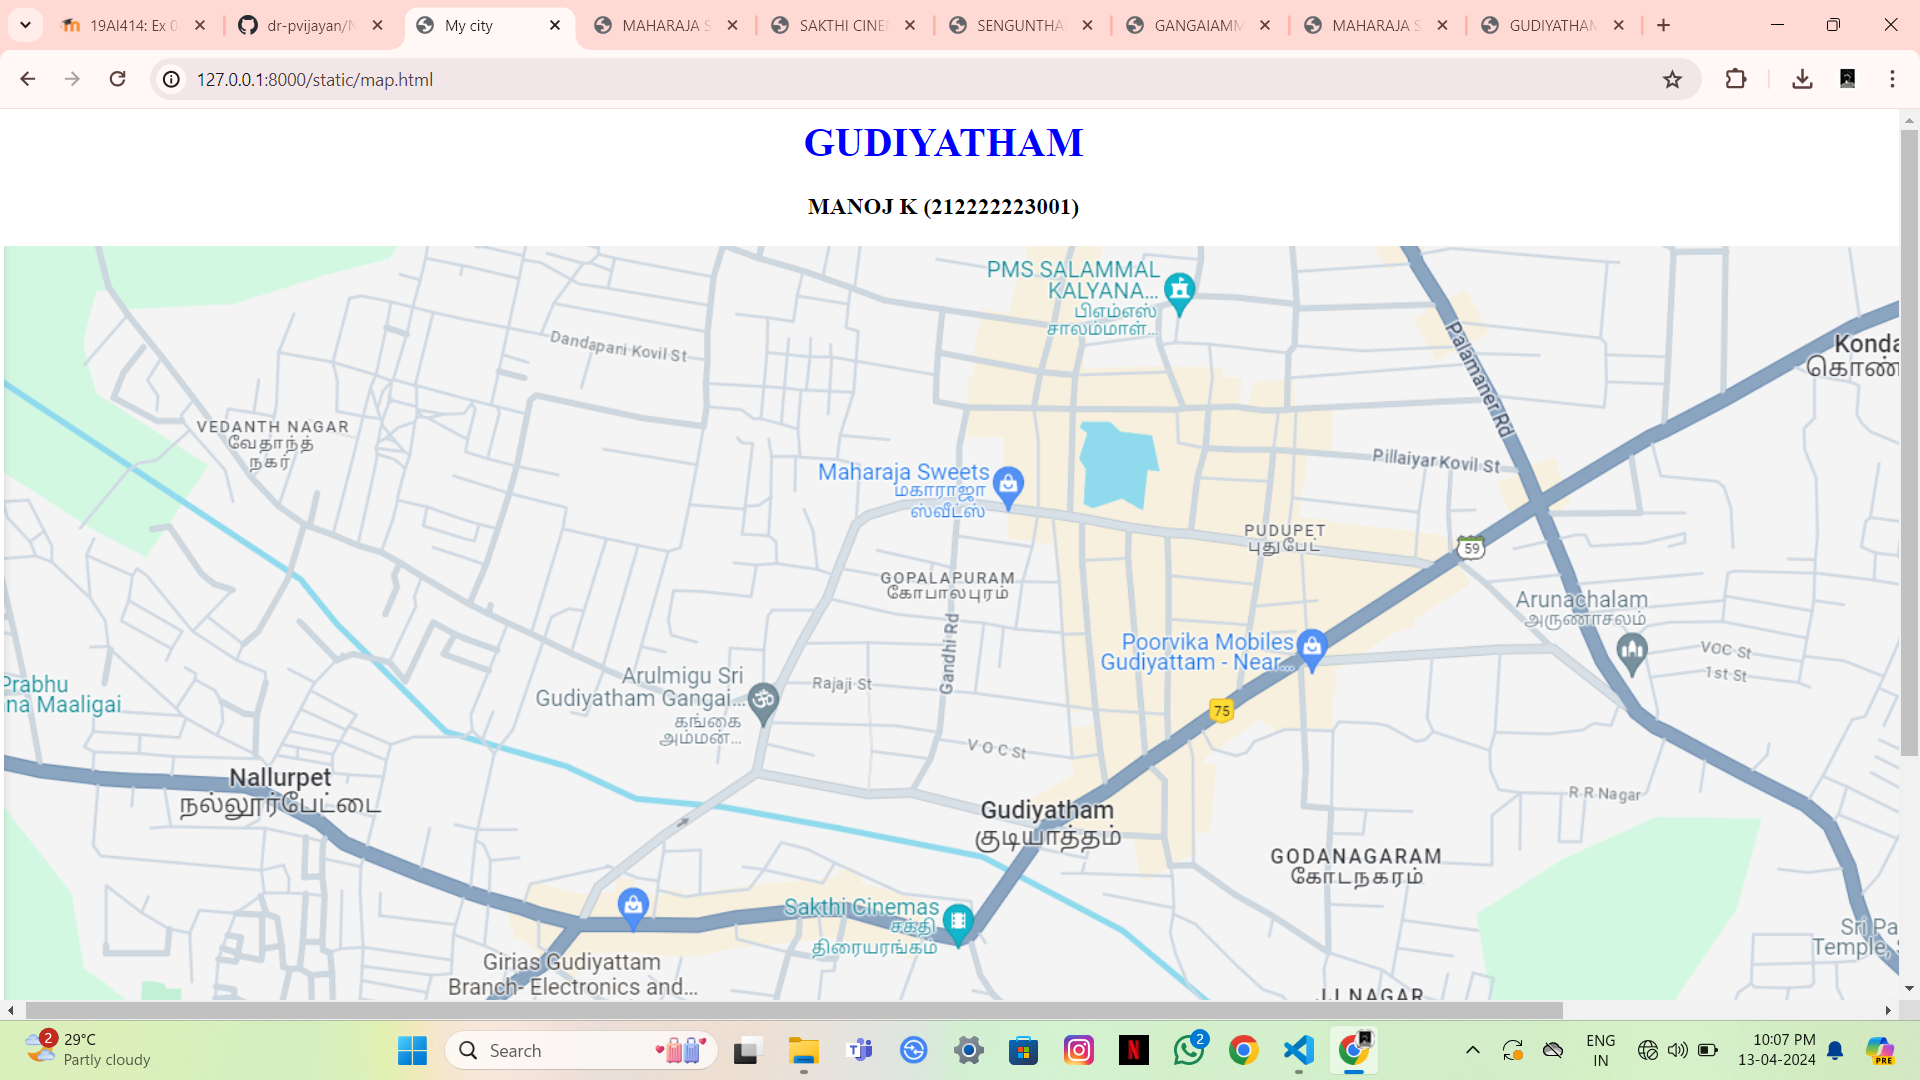 19AI414: Ex 0
dr-pvijayan/N
My city
MAHARAJA S
SAKTHI CINE
SENGUNTHA
GANGAIAMM
MAHARAJA S
GUDIYATHAM
127.0.0.1:8000/static/map.html
GUDIYATHAM
MANOJ K (212222223001)
PMS SALAMMAL
KALYANA...
பிஎம்எஸ்
சாலம்மாள்...
Dandapani Kovil St
Palamaner Rd
Konda
கொண்
VEDANTH NAGAR
வேதாந்த்
நகர்
Maharaja Sweets
மகாராஜா
ஸ்வீட்ஸ்
Pillaiyar Kovil St
PUDUPET
புதுபேட்
59
GOPALAPURAM
கோபாலபுரம்
Gandhi Rd
Arunachalam
அருணாசலம்
Poorvika Mobiles
Gudiyattam - Near...
VOC St
1st St
Prabhu
na Maaligai
Arulmigu Sri
Gudiyatham Gangai...
கங்கை
அம்மன்...
Rajaji St
75
V O C St
Nallurpet
நல்லூர்பேட்டை
R R Nagar
Gudiyatham
குடியாத்தம்
GODANAGARAM
கோடநகரம்
Sakthi Cinemas
சக்தி
திரையரங்கம்
Sri Pa
Temple, S
Girias Gudiyattam
Branch- Electronics and...
JJ NAGAR
2
29°C
Partly cloudy
Search
2
ENG
IN
10:07 PM
13-04-2024
PRE